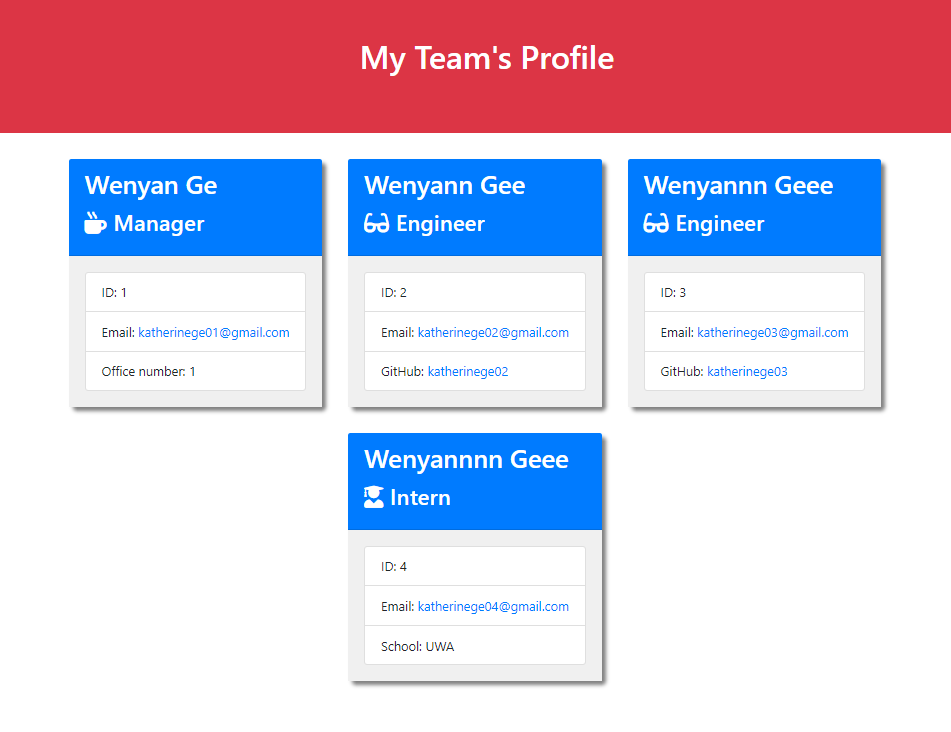 My Team's Profile
Wenyan Ge
Manager
ID: 1
Email: katherinege01@gmail.com
Office number: 1
Wenyann Gee
Engineer
ID: 2
Email: katherinege02@gmail.com
GitHub: katherinege02
Wenyannn Geee
Engineer
ID: 3
Email: katherinege03@gmail.com
GitHub: katherinege03
Wenyannnn Geee
Intern
ID: 4
Email: katherinege04@gmail.com
School: UWA